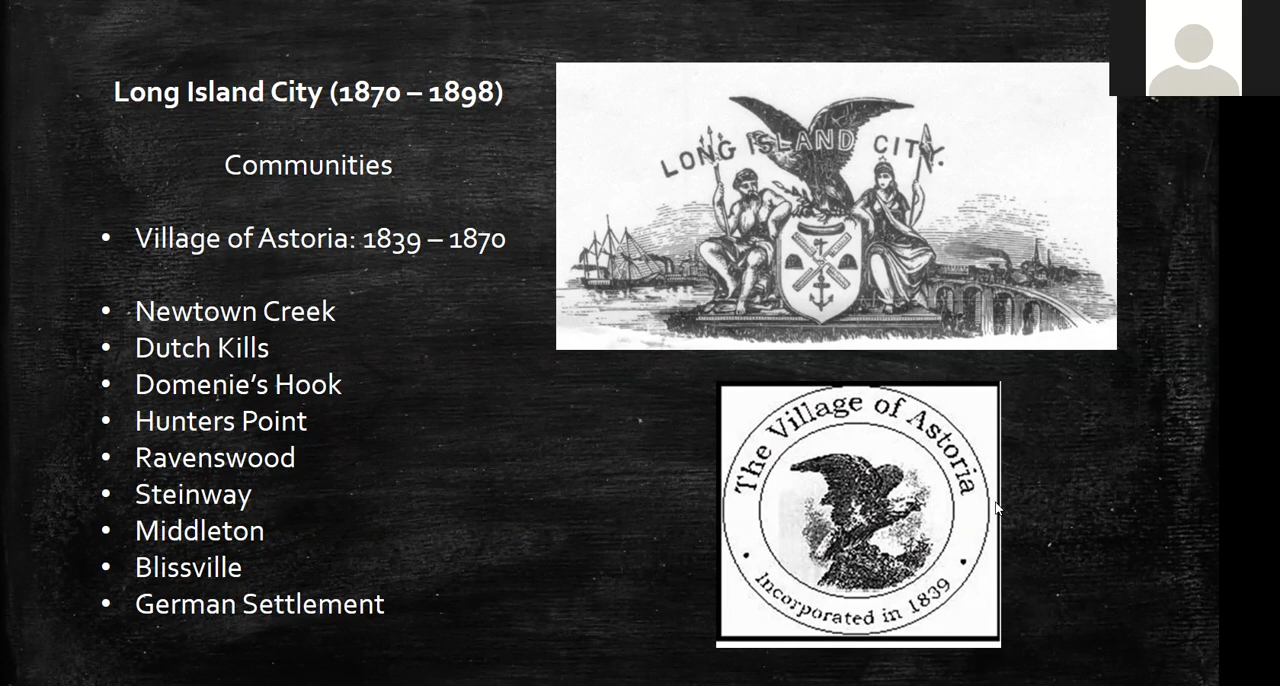 Long Island City (1870 – 1898)
Communities
• Village of Astoria: 1839 – 1870
• Newtown Creek
• Dutch Kills
• Domenie’s Hook
• Hunters Point
• Ravenswood
• Steinway
• Middleton
• Blissville
• German Settlement
LONG ISLAND CITY.
The Village of Astoria
• Incorporated in 1839 •